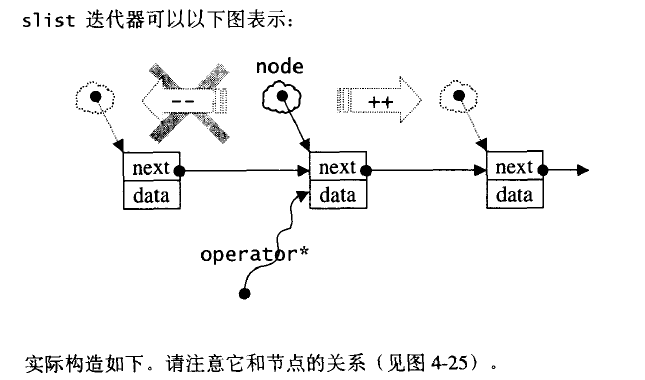 slist 迭代器可以以下图表示：
node
--
++
next
next
next
data
data
data
operator*
实际构造如下。请注意它和节点的关系（见图 4-25）。